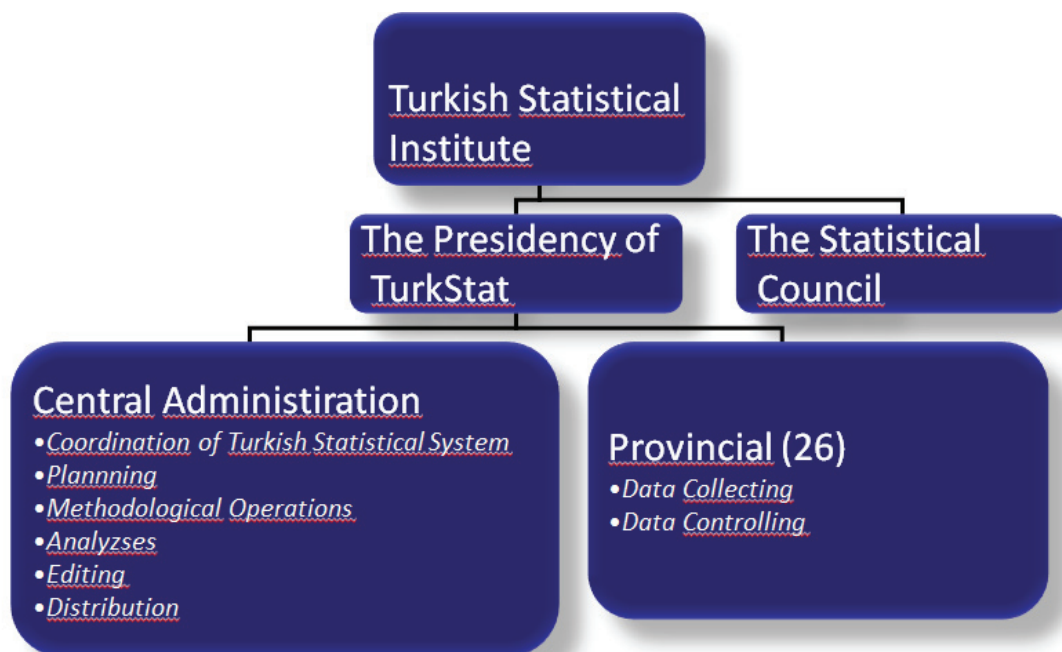 Turkish Statistical
Institute
The Presidency of
TurkStat
The Statistical
Council
Central Administiration
•Coordination of Turkish Statistical System
•Plannning
•Methodological Operations
•Analyzses
•Editing
•Distribution
Provincial (26)
•Data Collecting
•Data Controlling